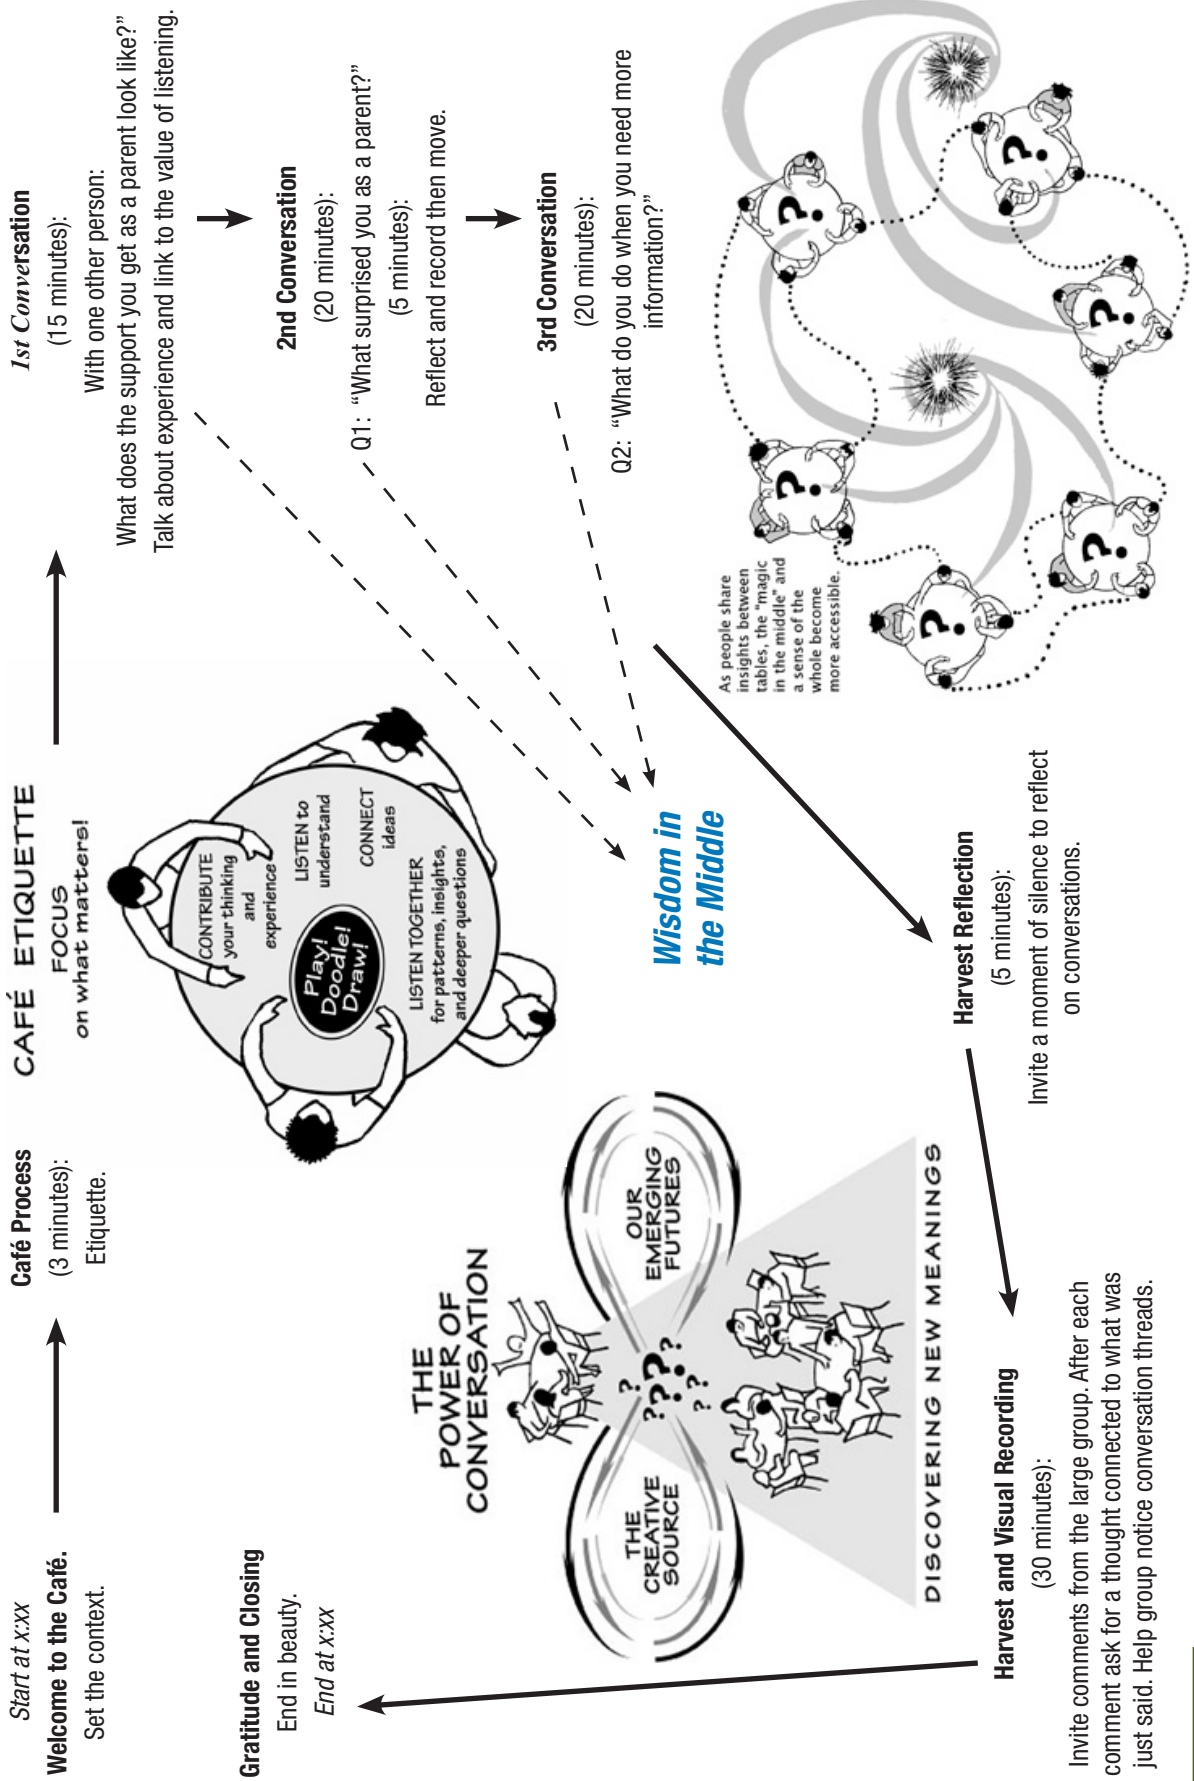 Start at x:xx
Welcome to the Café.
Set the context.
Café Process
(3 minutes):
Etiquette.
CAFÉ ETIQUETTE
FOCUS
on what matters!
CONTRIBUTE
your thinking
and
experience
LISTEN to
understand
CONNECT
ideas
Play!
Doodle!
Draw!
LISTEN TOGETHER
for patterns, insights,
and deeper questions
1st Conversation
(15 minutes):
With one other person:
What does the support you get as a parent look like?”
Talk about experience and link to the value of listening.
2nd Conversation
(20 minutes):
Q1: “What surprised you as a parent?”
(5 minutes):
Reflect and record then move.
3rd Conversation
(20 minutes):
Q2: “What do you do when you need more
information?”
Wisdom in
the Middle
As people share
insights between
tables, the "magic
in the middle" and
a sense of the
whole become
more accessible.
?
?
?
?
?
?
Harvest Reflection
(5 minutes):
Invite a moment of silence to reflect
on conversations.
Harvest and Visual Recording
(30 minutes):
Invite comments from the large group. After each
comment ask for a thought connected to what was
just said. Help group notice conversation threads.
THE
POWER OF
CONVERSATION
THE
CREATIVE
SOURCE
? ? ? ? ? ? ? ?
OUR
EMERGING
FUTURES
DISCOVERING NEW MEANINGS
Gratitude and Closing
End in beauty.
End at x:xx